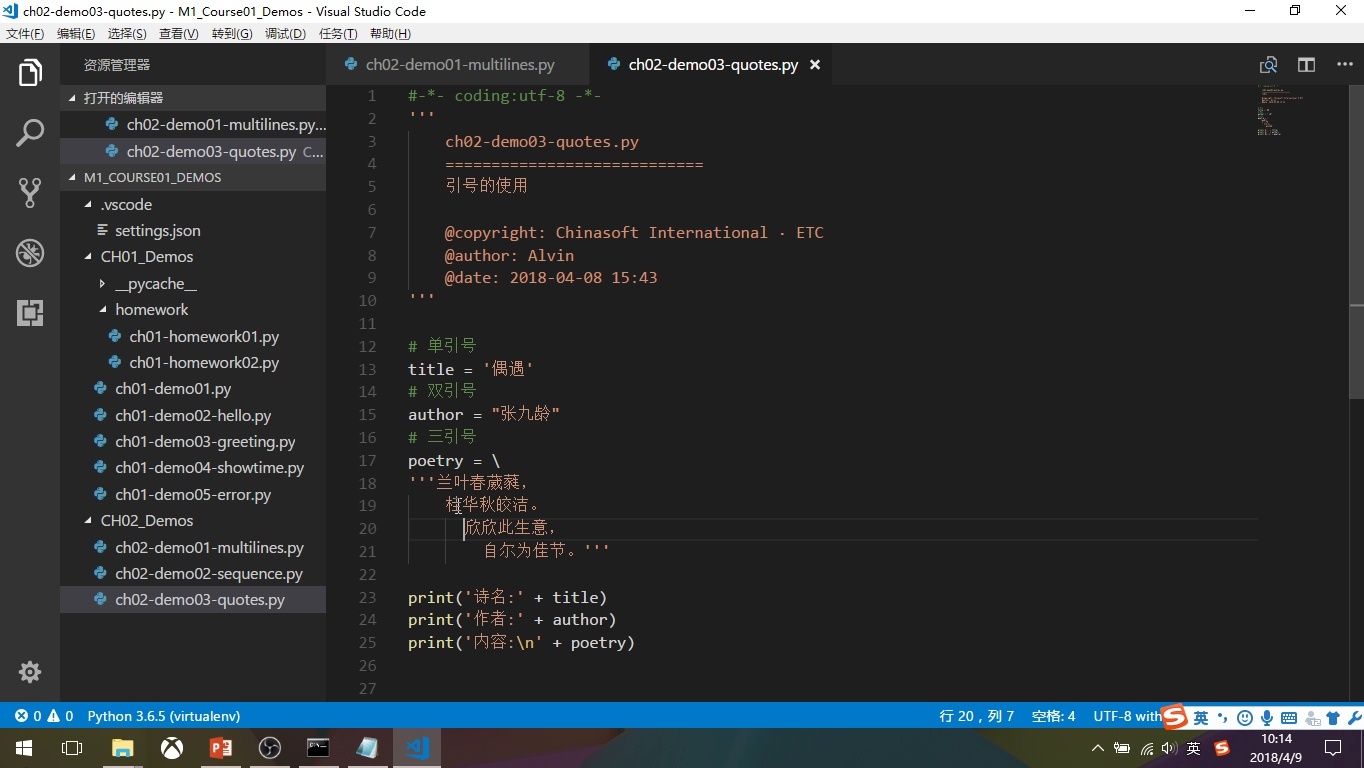 ch02-demo03-quotes.py - M1_Course01_Demos - Visual Studio Code
文件(F) 编辑(E) 选择(S) 查看(V) 转到(G) 调试(D) 任务(T) 帮助(H)
资源管理器
打开的编辑器
ch02-demo01-multilines.py...
ch02-demo03-quotes.py C...
M1_COURSE01_DEMOS
.vscode
settings.json
CH01_Demos
__pycache__
homework
ch01-homework01.py
ch01-homework02.py
ch01-demo01.py
ch01-demo02-hello.py
ch01-demo03-greeting.py
ch01-demo04-showtime.py
ch01-demo05-error.py
CH02_Demos
ch02-demo01-multilines.py
ch02-demo02-sequence.py
ch02-demo03-quotes.py
ch02-demo01-multilines.py ch02-demo03-quotes.py
1 #-*- coding:utf-8 -*-
2 '''
3 ch02-demo03-quotes.py
4 ============================
5 引号的使用
6
7 @copyright: Chinasoft International · ETC
8 @author: Alvin
9 @date: 2018-04-08 15:43
10 '''
11
12 # 单引号
13 title = '偶遇'
14 # 双引号
15 author = "张九龄"
16 # 三引号
17 poetry = \
18 '''兰叶春葳蕤，
19 桂华秋皎洁。
20 欣欣此生意，
21 自尔为佳节。'''
22
23 print('诗名:' + title)
24 print('作者:' + author)
25 print('内容:\n' + poetry)
26
27
0 0 Python 3.6.5 (virtualenv) 行 20，列 7 空格: 4 UTF-8 with
英
英
10:14
2018/4/9